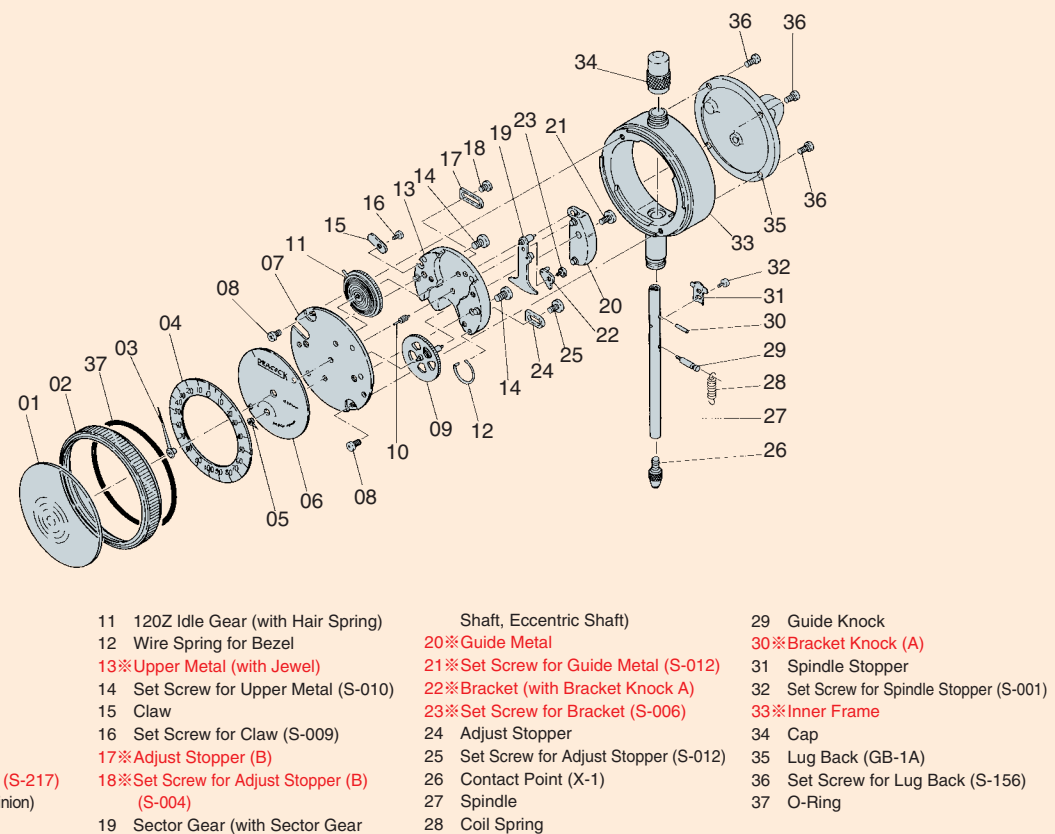 36
36
34
23
21
19
18
17
14
13
16
15
11
07
08
04
03
37
02
01
36
35
33
32
31
30
29
28
27
26
20
22
25
24
14
12
09
10
08
06
05
PEACOCK
(S-217)
nion)
11 120Z Idle Gear (with Hair Spring)
12 Wire Spring for Bezel
13※Upper Metal (with Jewel)
14 Set Screw for Upper Metal (S-010)
15 Claw
16 Set Screw for Claw (S-009)
17※Adjust Stopper (B)
18※Set Screw for Adjust Stopper (B)
(S-004)
19 Sector Gear (with Sector Gear
Shaft, Eccentric Shaft)
20※Guide Metal
21※Set Screw for Guide Metal (S-012)
22※Bracket (with Bracket Knock A)
23※Set Screw for Bracket (S-006)
24 Adjust Stopper
25 Set Screw for Adjust Stopper (S-012)
26 Contact Point (X-1)
27 Spindle
28 Coil Spring
29 Guide Knock
30※Bracket Knock (A)
31 Spindle Stopper
32 Set Screw for Spindle Stopper (S-001)
33※Inner Frame
34 Cap
35 Lug Back (GB-1A)
36 Set Screw for Lug Back (S-156)
37 O-Ring